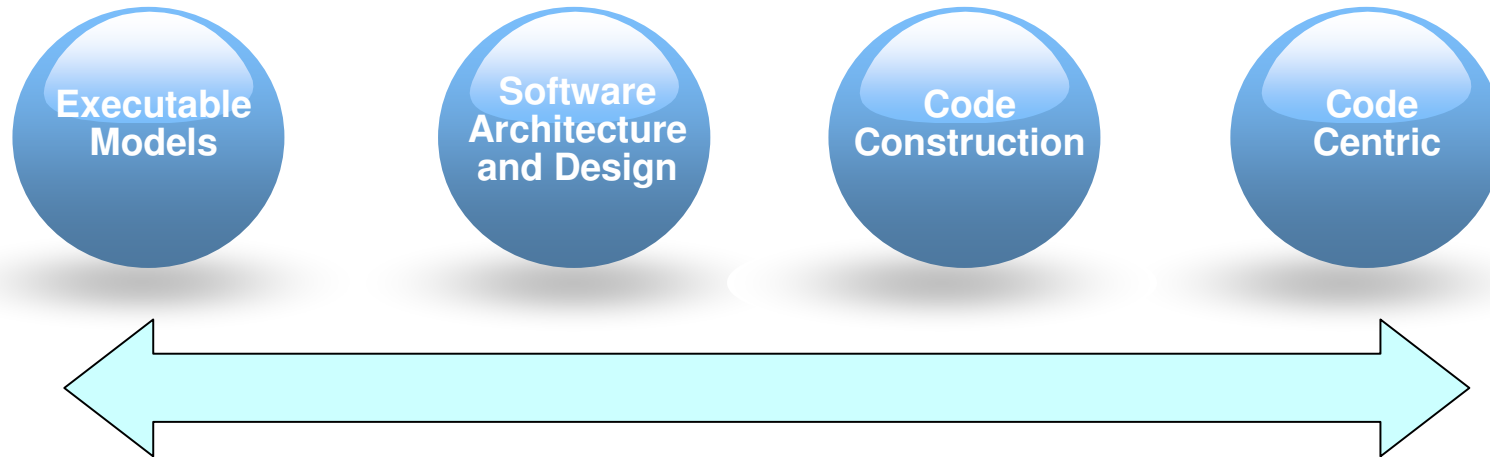 Executable
Models
Software
Architecture
and Design
Code
Construction
Code
Centric